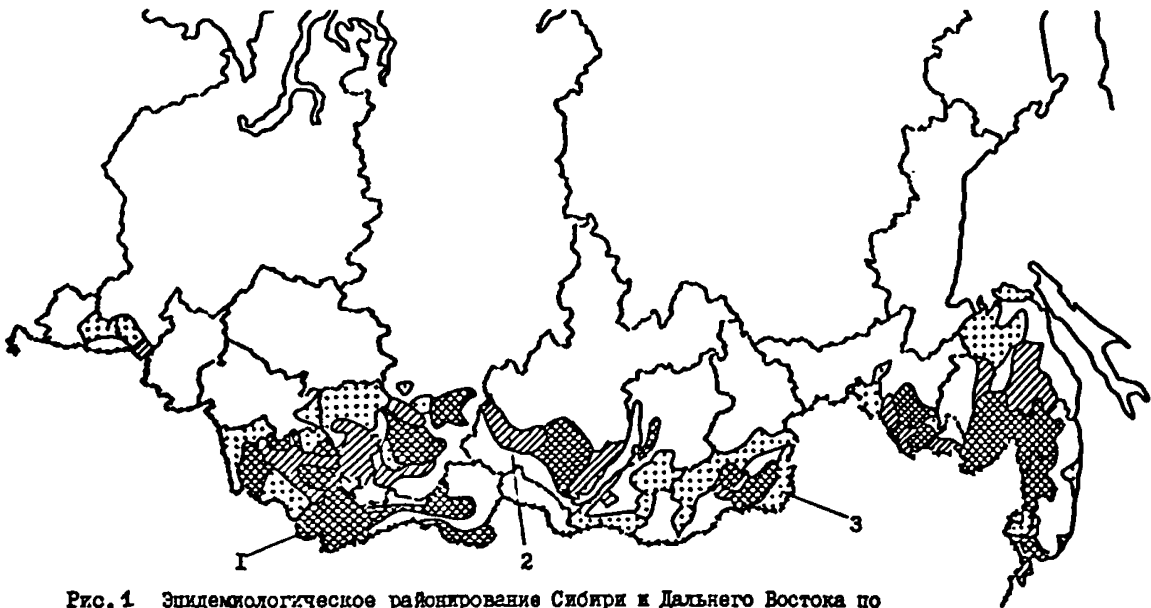 I
2
3
Рис. 1 Эпидемиологическое районирование Сибири и Дальнего Востока по